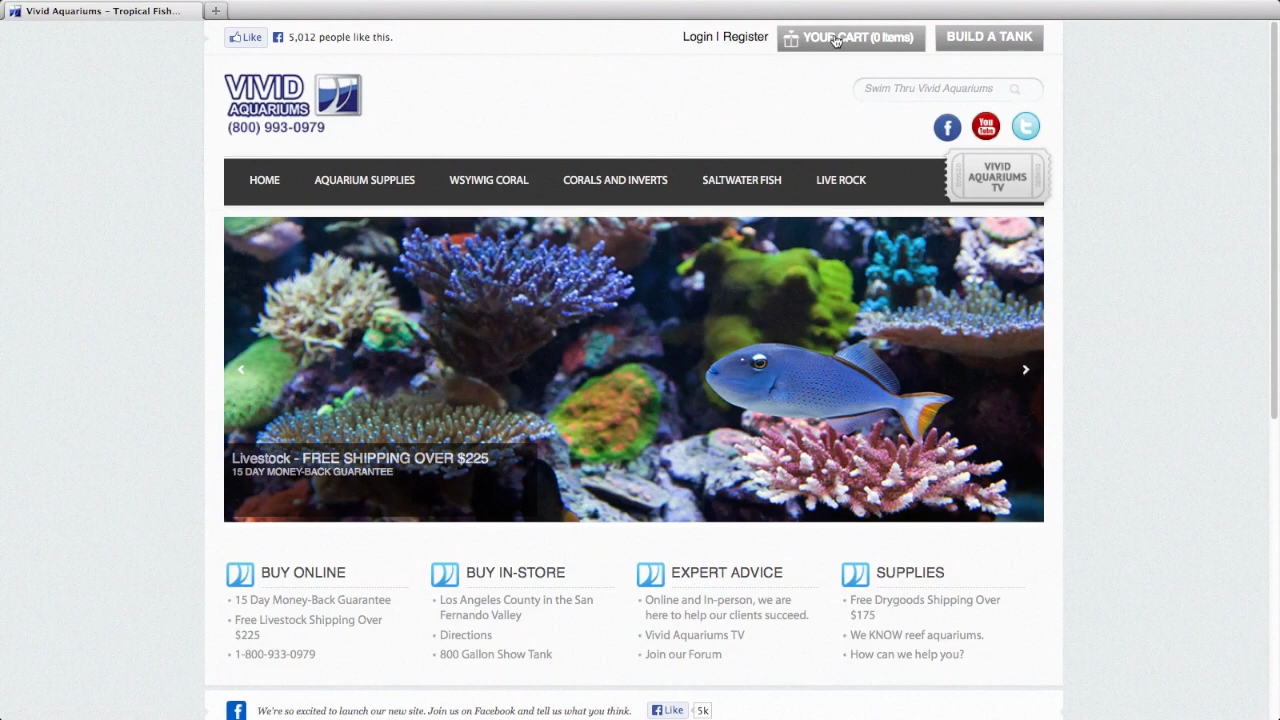 Vivid Aquariums – Tropical Fish...
Like
5,012 people like this.
Login | Register
YOUR CART (0 Items)
BUILD A TANK
VIVID
AQUARIUMS
(800) 993-0979
Swim Thru Vivid Aquariums
You
Tube
HOME
AQUARIUM SUPPLIES
WSYIWIG CORAL
CORALS AND INVERTS
SALTWATER FISH
LIVE ROCK
VIVID
AQUARIUMS
TV
Livestock - FREE SHIPPING OVER $225
15 DAY MONEY-BACK GUARANTEE
BUY ONLINE
15 Day Money-Back Guarantee
Free Livestock Shipping Over
$225
1-800-933-0979
BUY IN-STORE
Los Angeles County in the San
Fernando Valley
Directions
800 Gallon Show Tank
EXPERT ADVICE
Online and In-person, we are
here to help our clients succeed.
Vivid Aquariums TV
Join our Forum
SUPPLIES
Free Drygoods Shipping Over
$175
We KNOW reef aquariums.
How can we help you?
We're so excited to launch our new site. Join us on Facebook and tell us what you think.
Like
5k